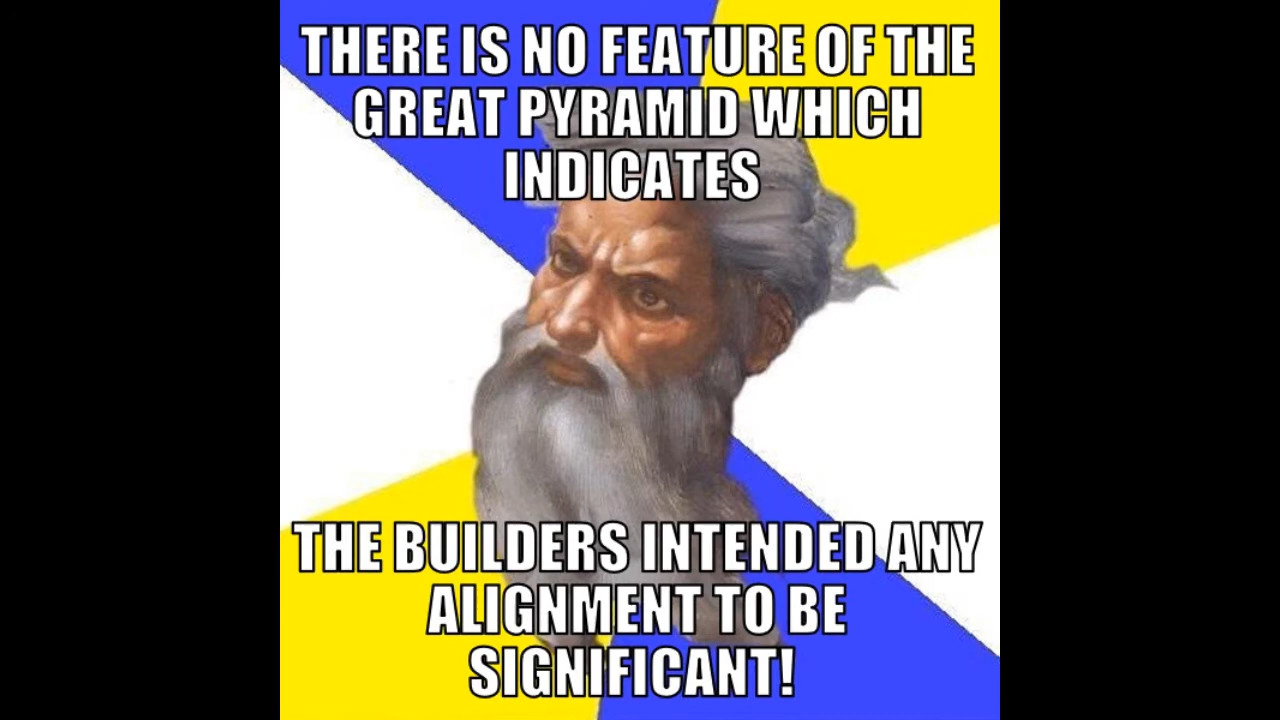 THERE IS NO FEATURE OF THE
GREAT PYRAMID WHICH
INDICATES
THE BUILDERS INTENDED ANY
ALIGNMENT TO BE
SIGNIFICANT!